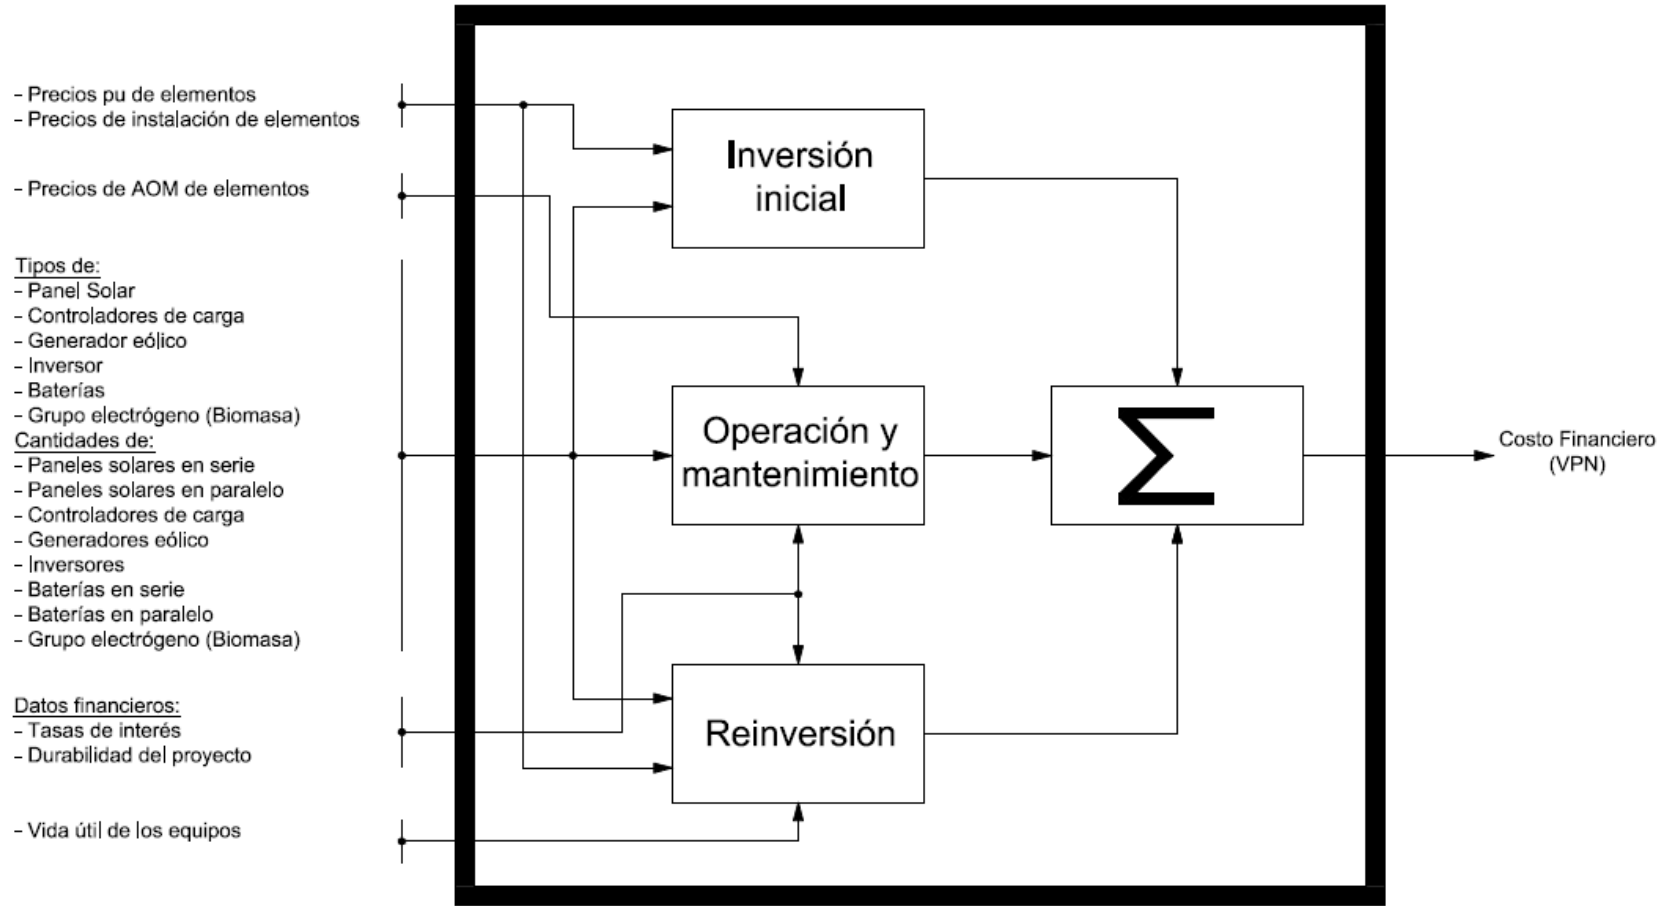 - Precios pu de elementos
- Precios de instalación de elementos
- Precios de AOM de elementos
Tipos de:
- Panel Solar
- Controladores de carga
- Generador eólico
- Inversor
- Baterías
- Grupo electrógeno (Biomasa)
Cantidades de:
- Paneles solares en serie
- Paneles solares en paralelo
- Controladores de carga
- Generadores eólico
- Inversores
- Baterías en serie
- Baterías en paralelo
- Grupo electrógeno (Biomasa)
Datos financieros:
- Tasas de interés
- Durabilidad del proyecto
- Vida útil de los equipos
Inversión
inicial
Operación y
mantenimiento
Reinversión
Σ
Costo Financiero
(VPN)